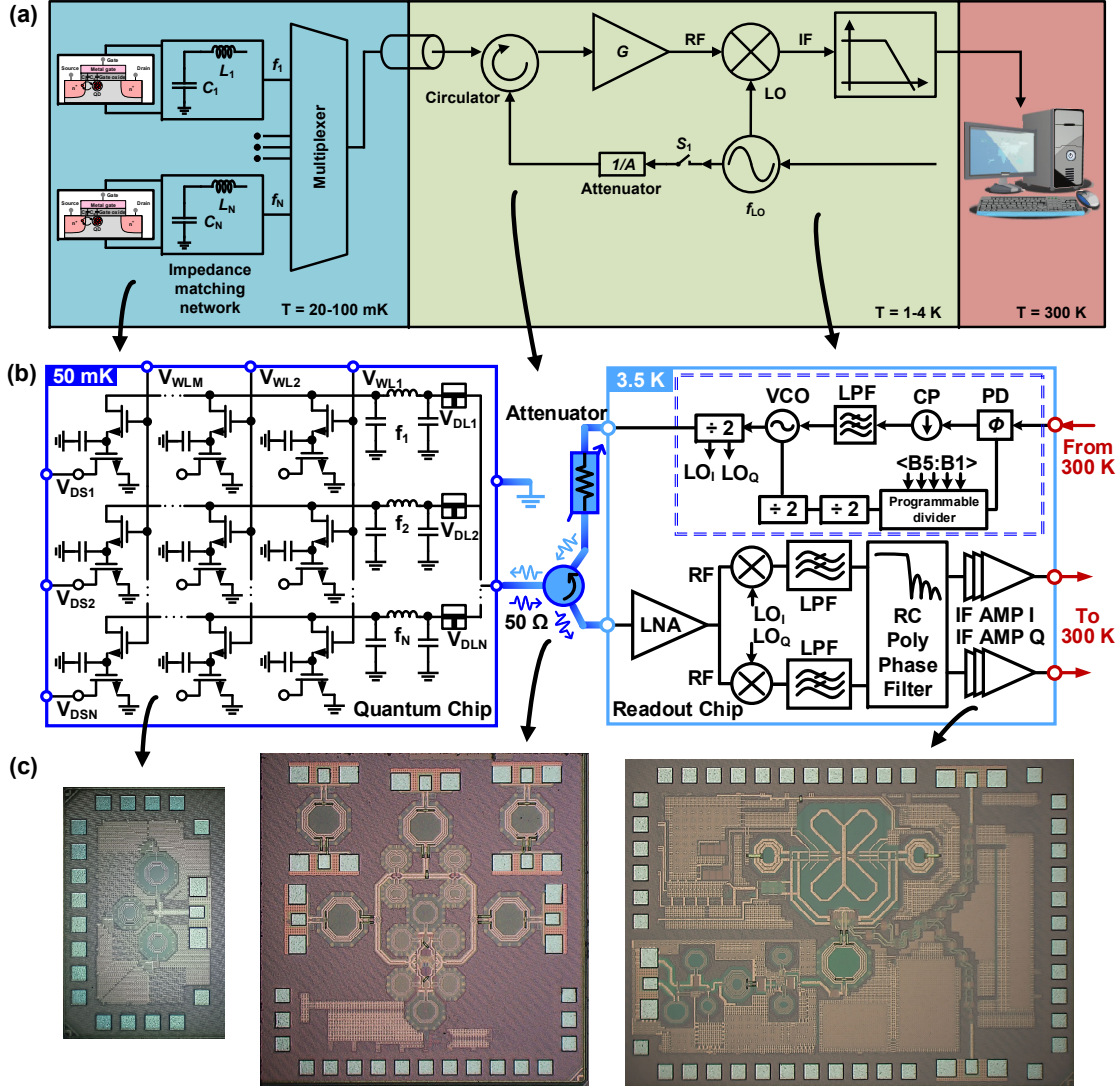 (a)
Source
Gate
Metal gate
Gate oxide
Drain
n+
n+
QD
L1
C1
f1
Source
Gate
Metal gate
Gate oxide
Drain
n+
n+
QD
LN
CN
fN
Impedance
matching
network
Multiplexer
T = 20-100 mK
Circulator
G
RF
IF
LO
S1
1/A
Attenuator
fLO
T = 1-4 K
T = 300 K
(b)
50 mK
VWLM
VWL2
VWL1
f1
VDL1
VDS1
f2
VDL2
VDS2
fN
VDLN
VDSN
Quantum Chip
Attenuator
50 Ω
3.5 K
VCO
LPF
CP
PD
÷ 2
Φ
From
300 K
LOI
LOQ
<B5:B1>
÷ 2
÷ 2
Programmable
divider
LNA
RF
LOI
LOQ
RF
LPF
LPF
RC
Poly
Phase
Filter
IF AMP I
IF AMP Q
To
300 K
Readout Chip
(c)